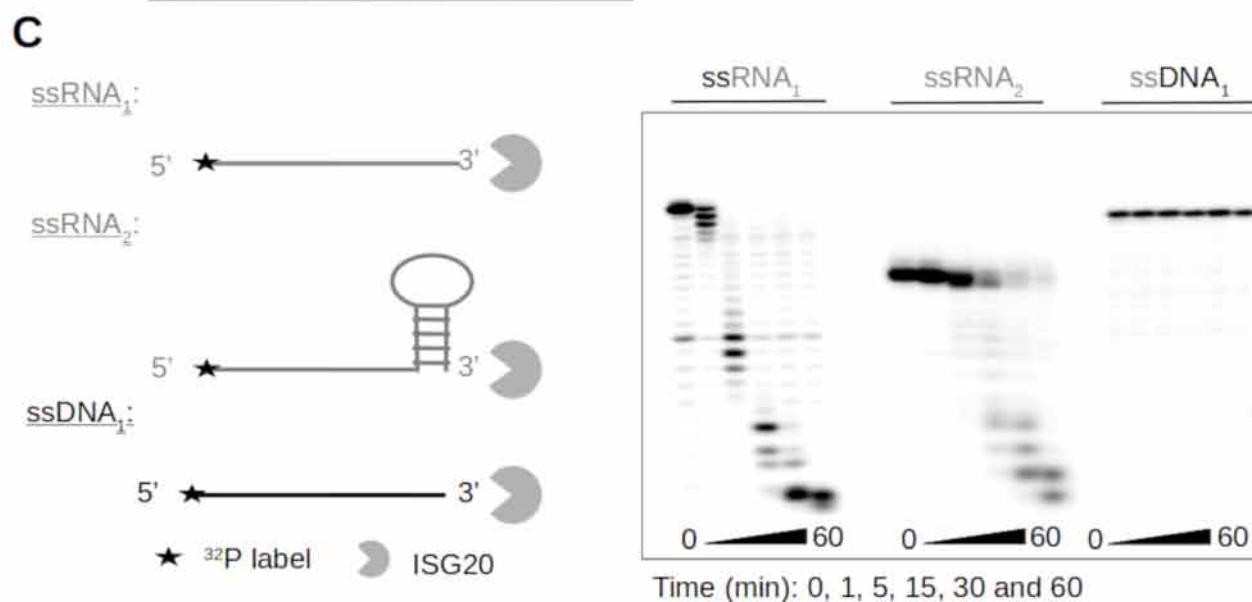 C
ssRNA₁:
5' 3'
ssRNA₂:
5' 3'
ssDNA₁:
5' 3'
³²P label ISG20
ssRNA₁ ssRNA₂ ssDNA₁
0 60 0 60 0 60
Time (min): 0, 1, 5, 15, 30 and 60